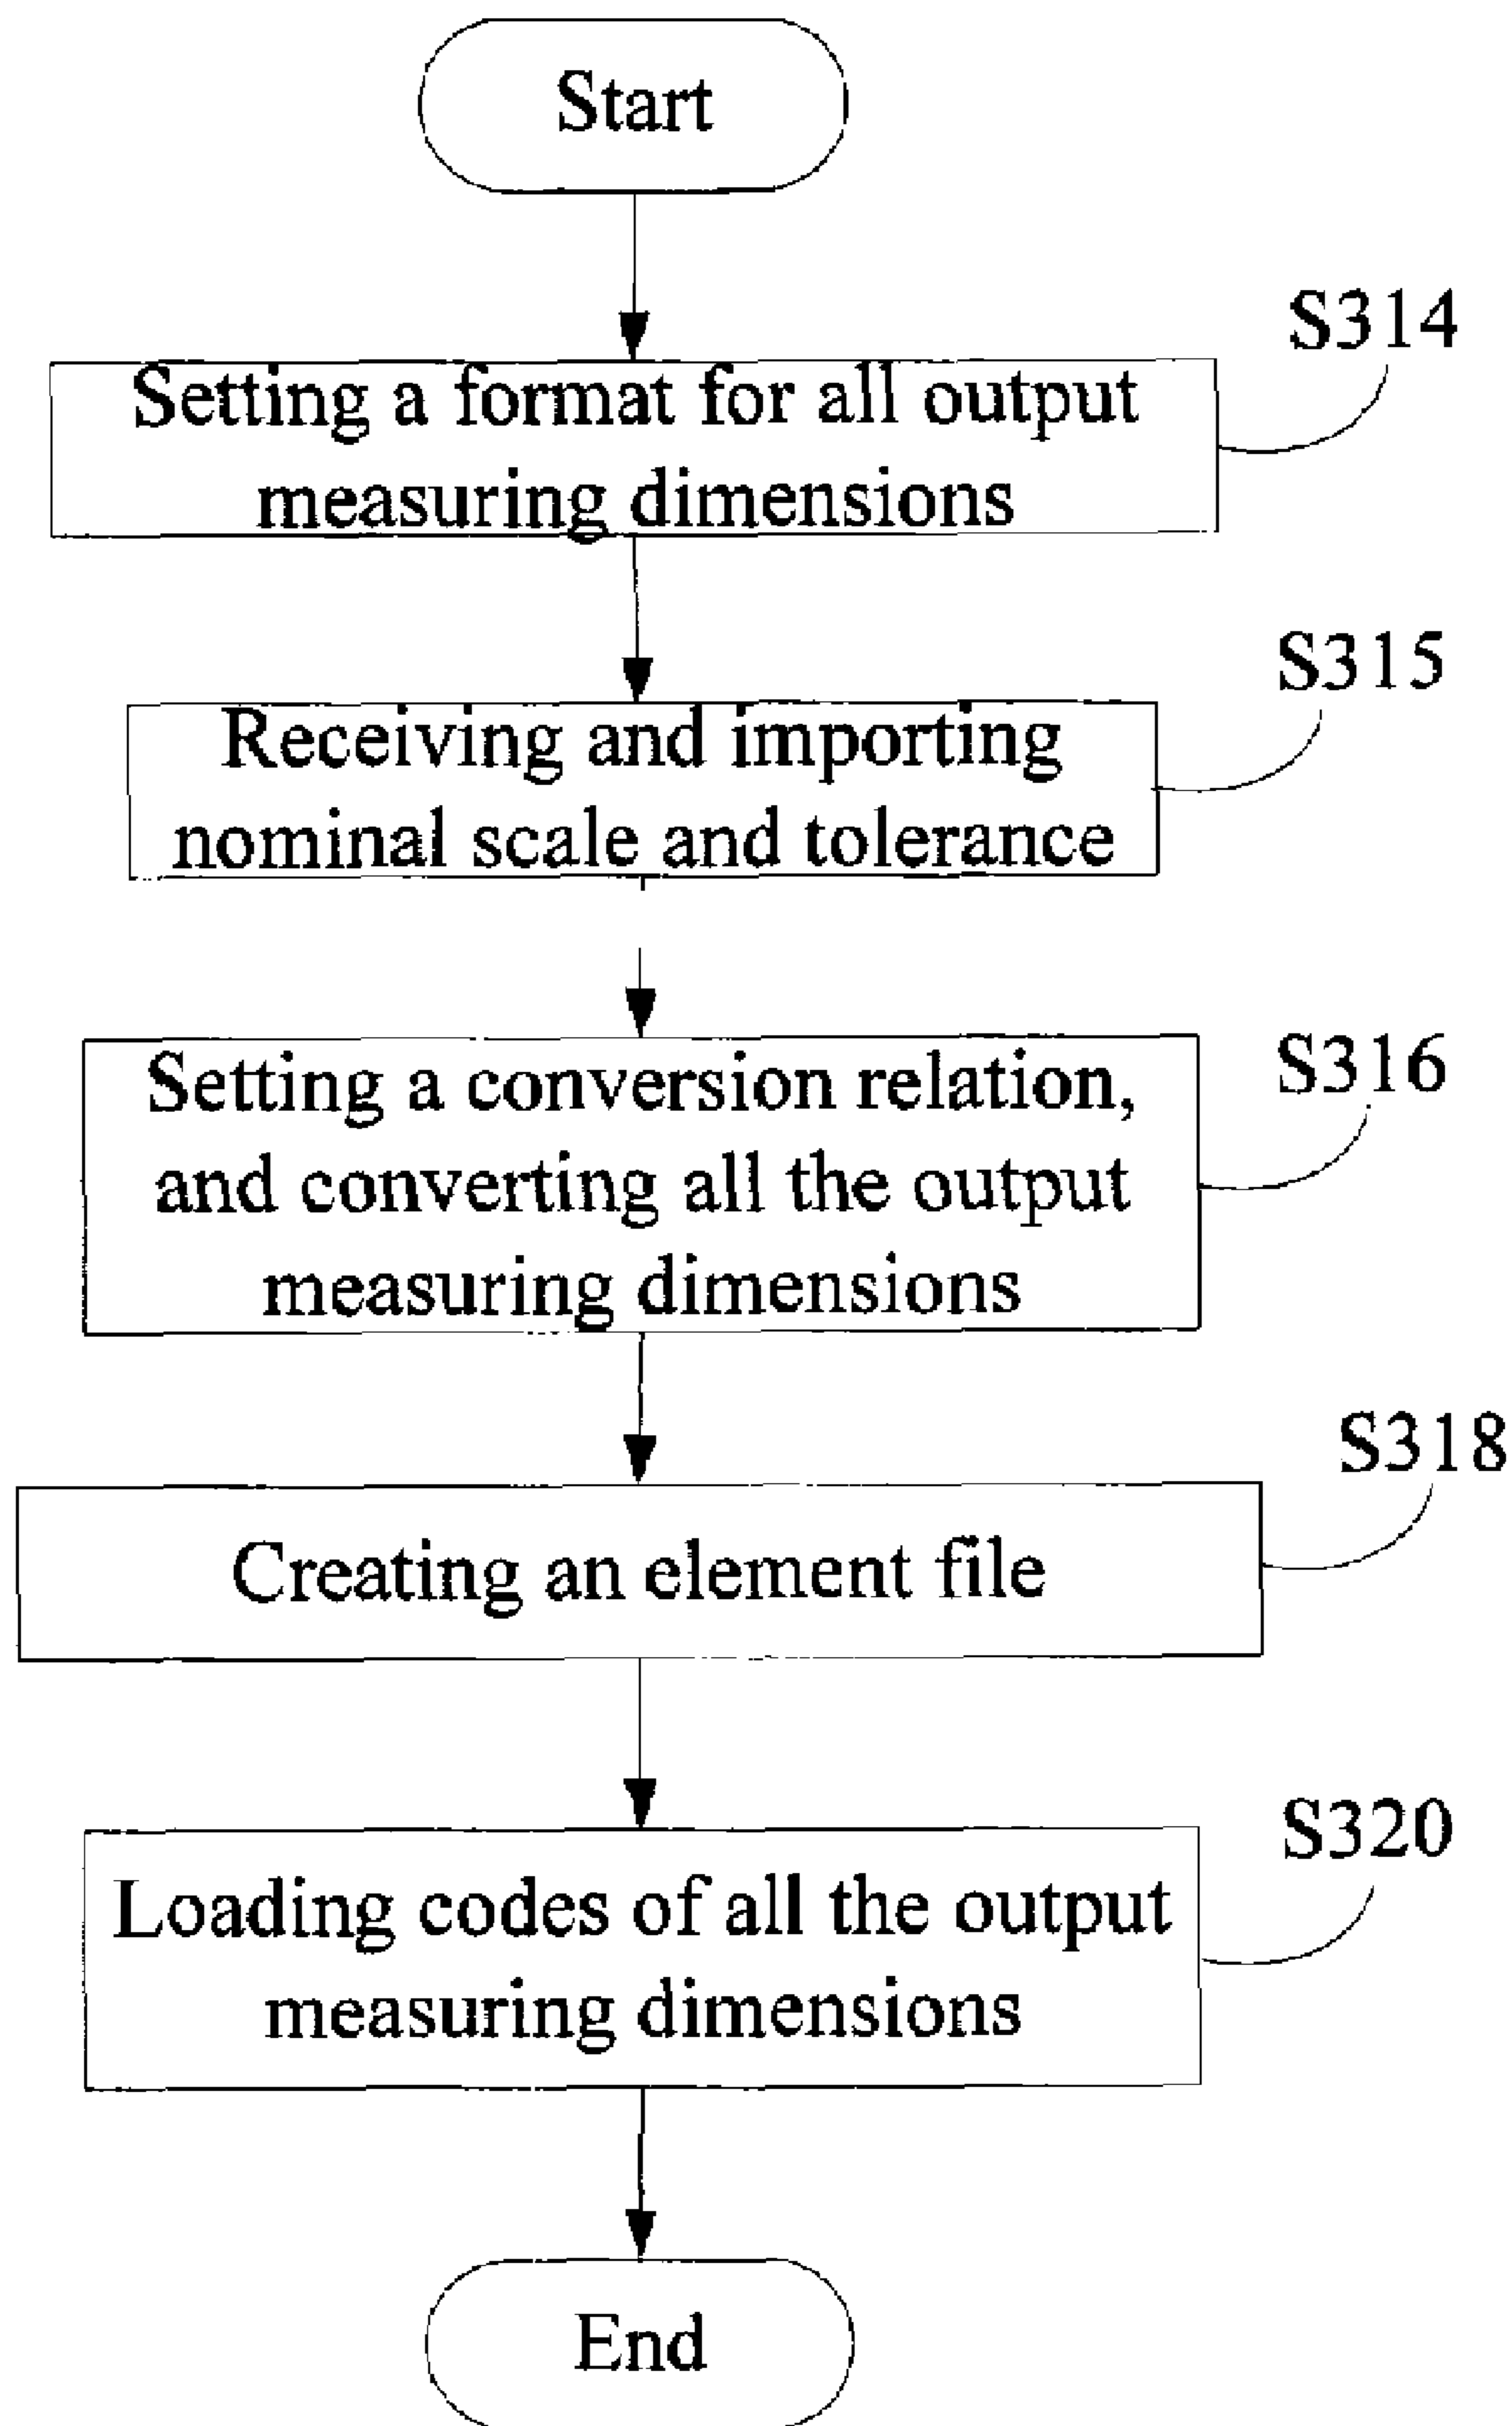 Start
S314
Setting a format for all output
measuring dimensions
S315
Receiving and importing
nominal scale and tolerance
S316
Setting a conversion relation,
and converting all the output
measuring dimensions
S318
Creating an element file
S320
Loading codes of all the output
measuring dimensions
End